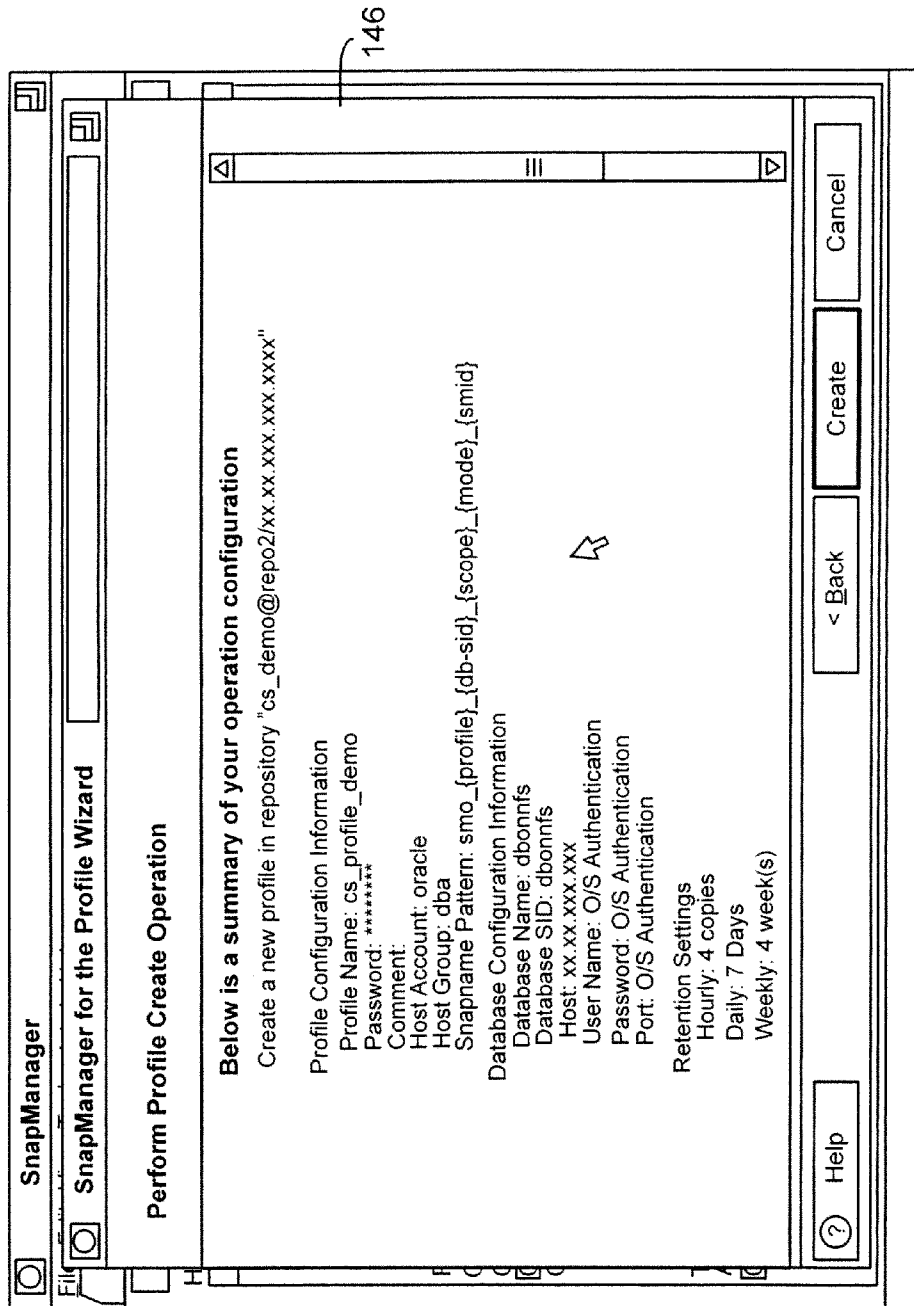 SnapManager
SnapManager for the Profile Wizard
Perform Profile Create Operation
Below is a summary of your operation configuration
Create a new profile in repository "cs_demo@repo2/xx.xx.xxx.xxx.xxxx"
Profile Configuration Information
Profile Name: cs_profile_demo
Password: ********
Comment:
Host Account: oracle
Host Group: dba
Snapname Pattern: smo_{profile}_{db-sid}_{scope}_{mode}_{smid}
Database Configuration Information
Database Name: dbonnfs
Database SID: dbonnfs
Host: xx.xx.xxx.xxx
User Name: O/S Authentication
Password: O/S Authentication
Port: O/S Authentication
Retention Settings
Hourly: 4 copies
Daily: 7 Days
Weekly: 4 week(s)
? Help
< Back
Create
Cancel
146